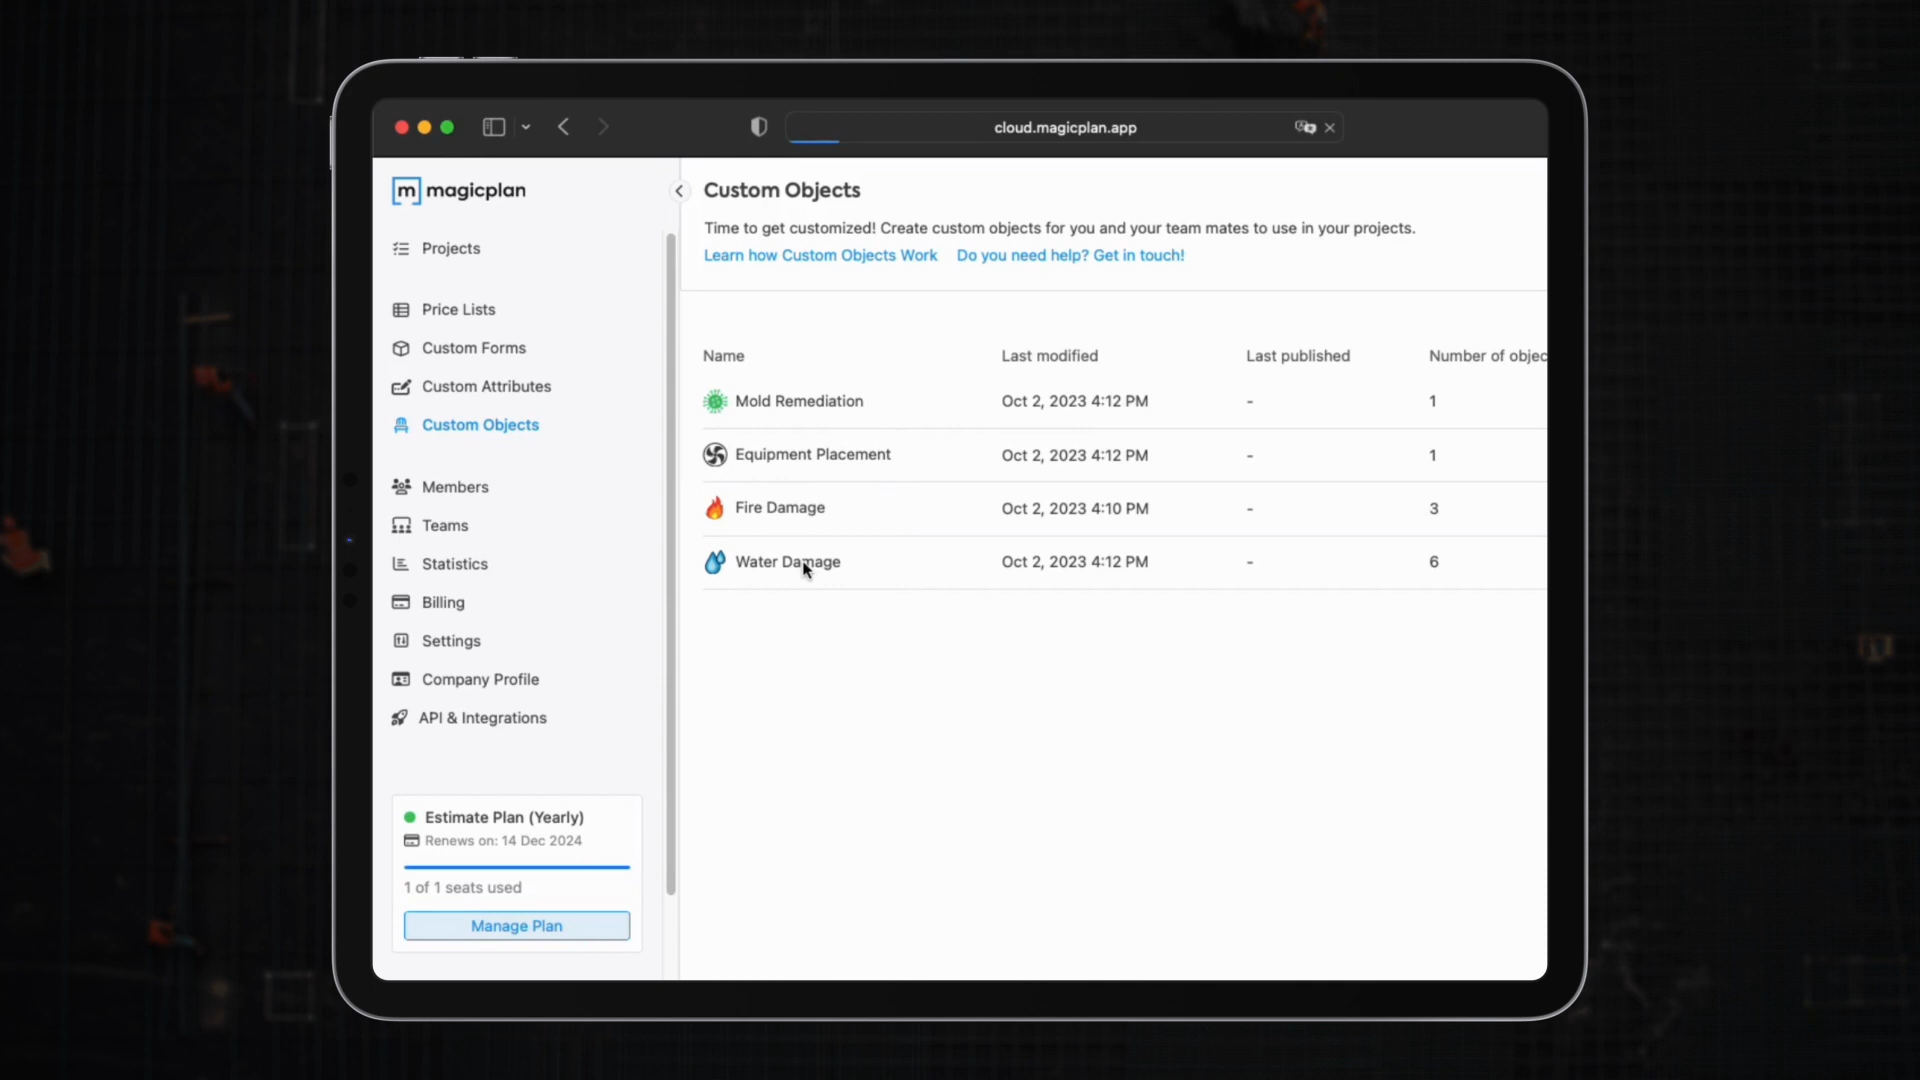 cloud.magicplan.app
[m] magicplan
Projects
Price Lists
Custom Forms
Custom Attributes
Custom Objects
Members
Teams
Statistics
Billing
Settings
Company Profile
API & Integrations
Estimate Plan (Yearly)
Renews on: 14 Dec 2024
1 of 1 seats used
Manage Plan
Custom Objects
Time to get customized! Create custom objects for you and your team mates to use in your projects.
Learn how Custom Objects Work Do you need help? Get in touch!
Name Last modified Last published Number of objec
Mold Remediation Oct 2, 2023 4:12 PM - 1
Equipment Placement Oct 2, 2023 4:12 PM - 1
Fire Damage Oct 2, 2023 4:10 PM - 3
Water Damage Oct 2, 2023 4:12 PM - 6